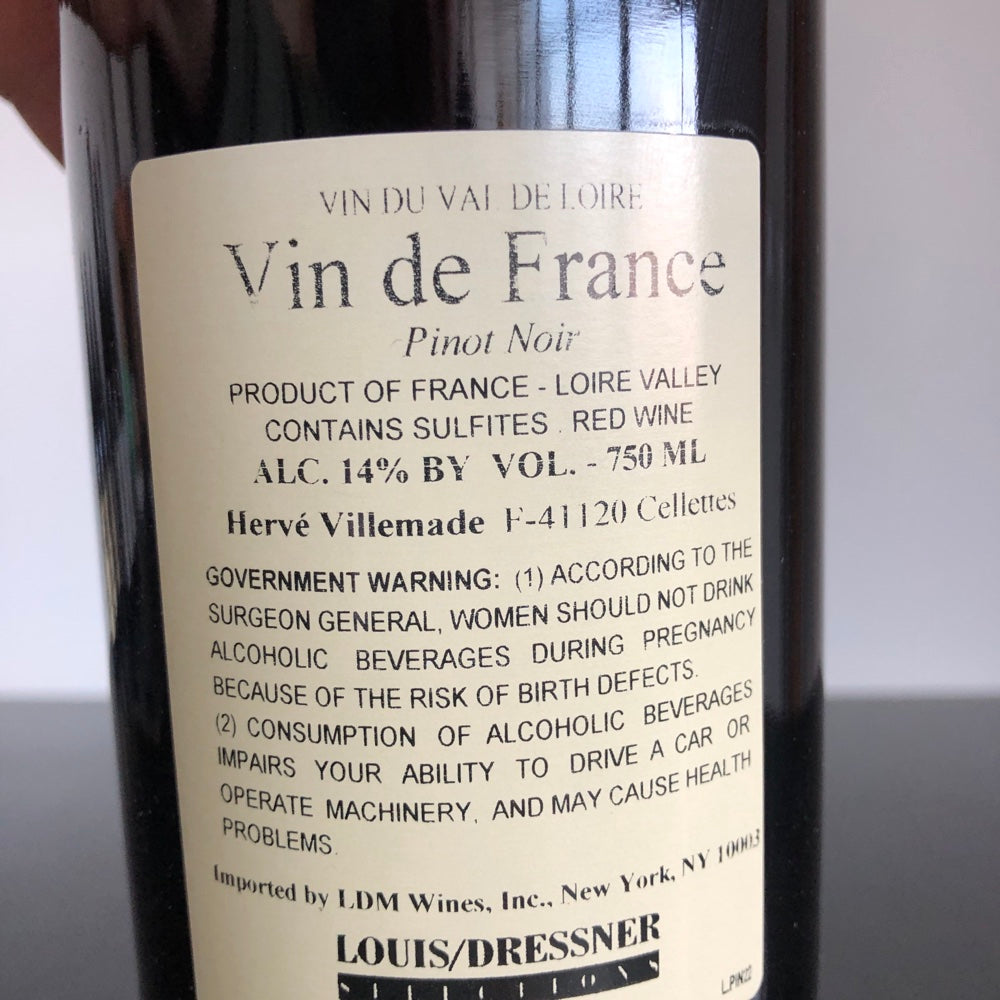 VIN DU VAL DE LOIRE
Vin de France
Pinot Noir
PRODUCT OF FRANCE - LOIRE VALLEY
CONTAINS SULFITES . RED WINE
ALC. 14% BY VOL. - 750 ML
Hervé Villemade F-41120 Cellettes
GOVERNMENT WARNING: (1) ACCORDING TO THE
SURGEON GENERAL, WOMEN SHOULD NOT DRINK
ALCOHOLIC BEVERAGES DURING PREGNANCY
BECAUSE OF THE RISK OF BIRTH DEFECTS.
(2) CONSUMPTION OF ALCOHOLIC BEVERAGES
IMPAIRS YOUR ABILITY TO DRIVE A CAR OR
OPERATE MACHINERY, AND MAY CAUSE HEALTH
PROBLEMS.
Imported by LDM Wines, Inc., New York, NY 10003
LOUIS/DRESSNER
SELECTIONS
LPIN22